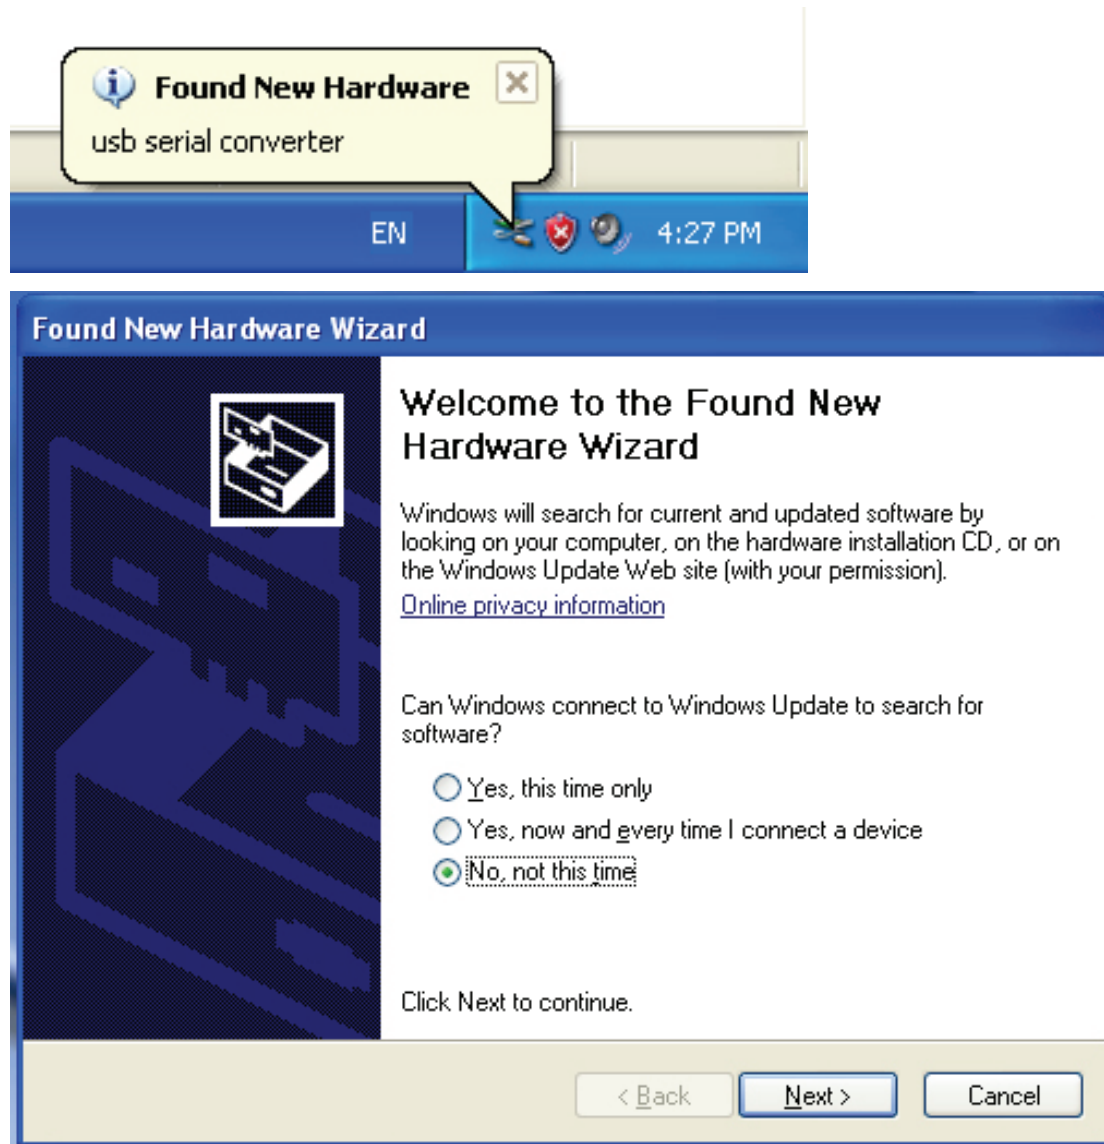 Found New Hardware
usb serial converter
EN
4:27 PM
Found New Hardware Wizard
Welcome to the Found New
Hardware Wizard
Windows will search for current and updated software by
looking on your computer, on the hardware installation CD, or on
the Windows Update Web site (with your permission).
Online privacy information
Can Windows connect to Windows Update to search for
software?
Yes, this time only
Yes, now and every time I connect a device
No, not this time
Click Next to continue.
< Back
Next >
Cancel